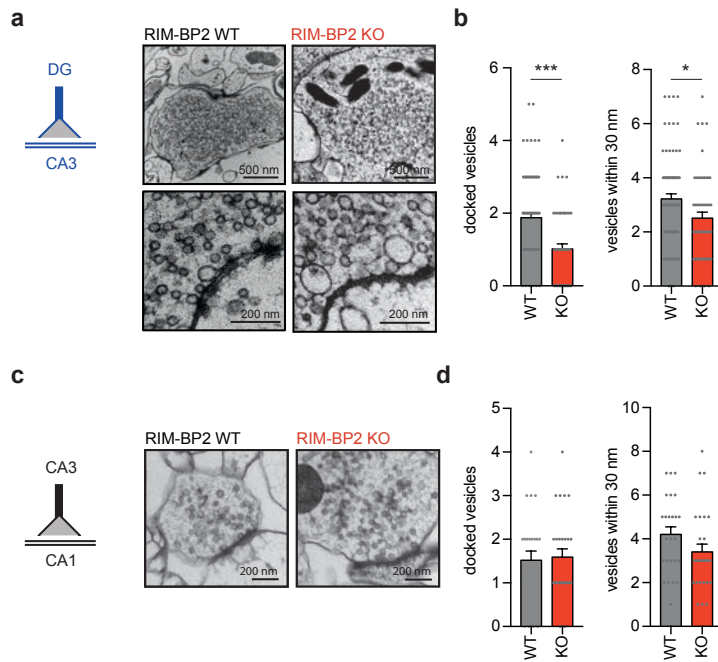 a
RIM-BP2 WT
RIM-BP2 KO
DG
CA3
500 nm
500 nm
200 nm
200 nm
b
***
docked vesicles
6
4
2
0
WT
KO
*
vesicles within 30 nm
8
6
4
2
0
WT
KO
c
RIM-BP2 WT
RIM-BP2 KO
CA3
CA1
200 nm
200 nm
d
docked vesicles
5
4
3
2
1
0
WT
KO
vesicles within 30 nm
10
8
6
4
2
0
WT
KO